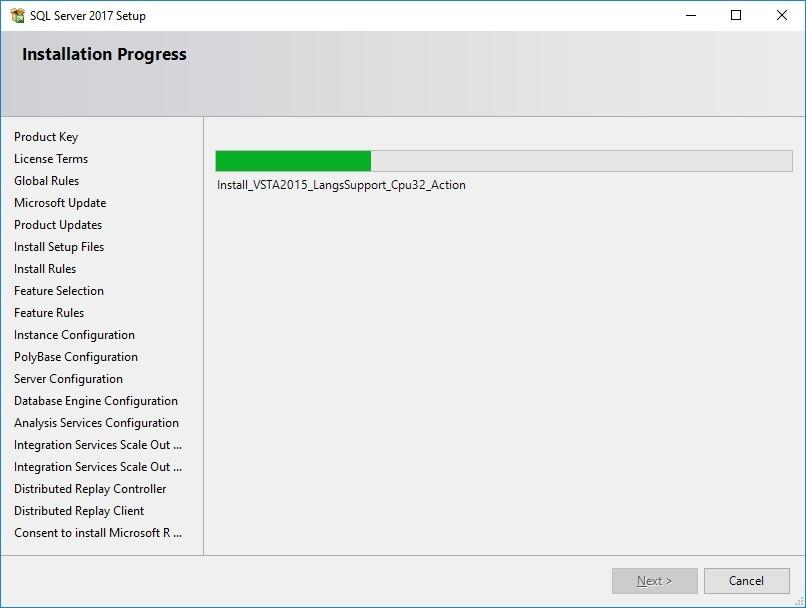 SQL Server 2017 Setup
Installation Progress
Product Key
License Terms
Global Rules
Microsoft Update
Product Updates
Install Setup Files
Install Rules
Feature Selection
Feature Rules
Instance Configuration
PolyBase Configuration
Server Configuration
Database Engine Configuration
Analysis Services Configuration
Integration Services Scale Out ...
Integration Services Scale Out ...
Distributed Replay Controller
Distributed Replay Client
Consent to install Microsoft R ...
Install_VSTA2015_LangsSupport_Cpu32_Action
Next >
Cancel